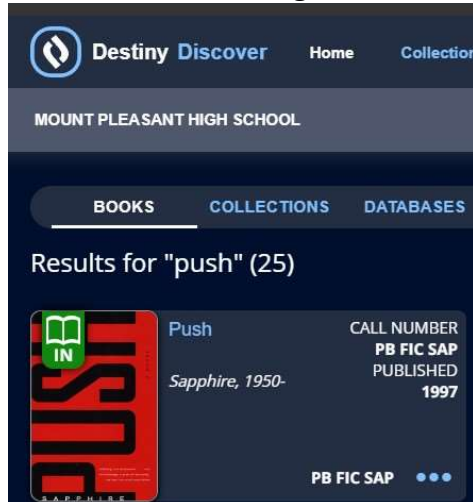 Destiny Discover Home Collection
MOUNT PLEASANT HIGH SCHOOL
BOOKS COLLECTIONS DATABASES
Results for "push" (25)
IN
PUSH
SAPPHIRE
Push
Sapphire, 1950-
CALL NUMBER
PB FIC SAP
PUBLISHED
1997
PB FIC SAP